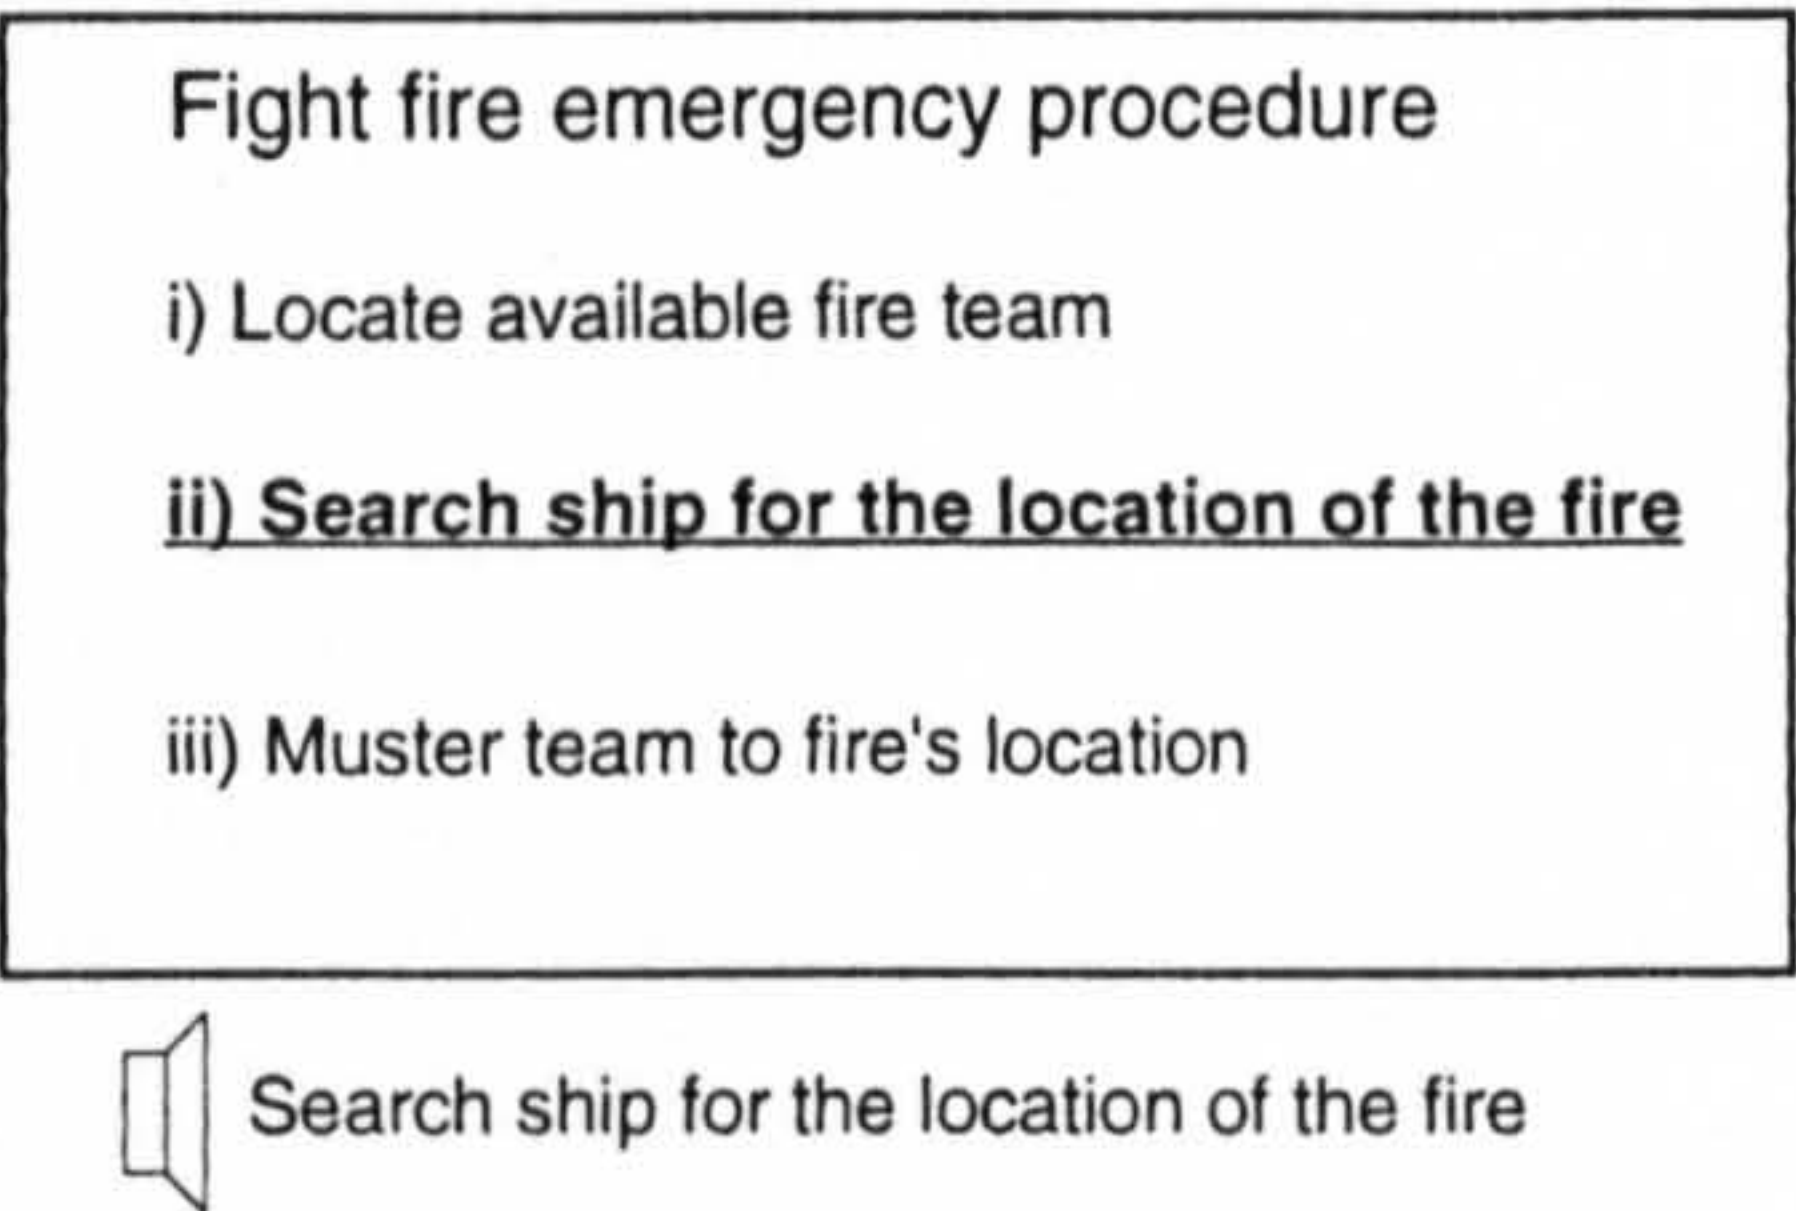 Fight fire emergency procedure
i) Locate available fire team
ii) Search ship for the location of the fire
iii) Muster team to fire's location
Search ship for the location of the fire